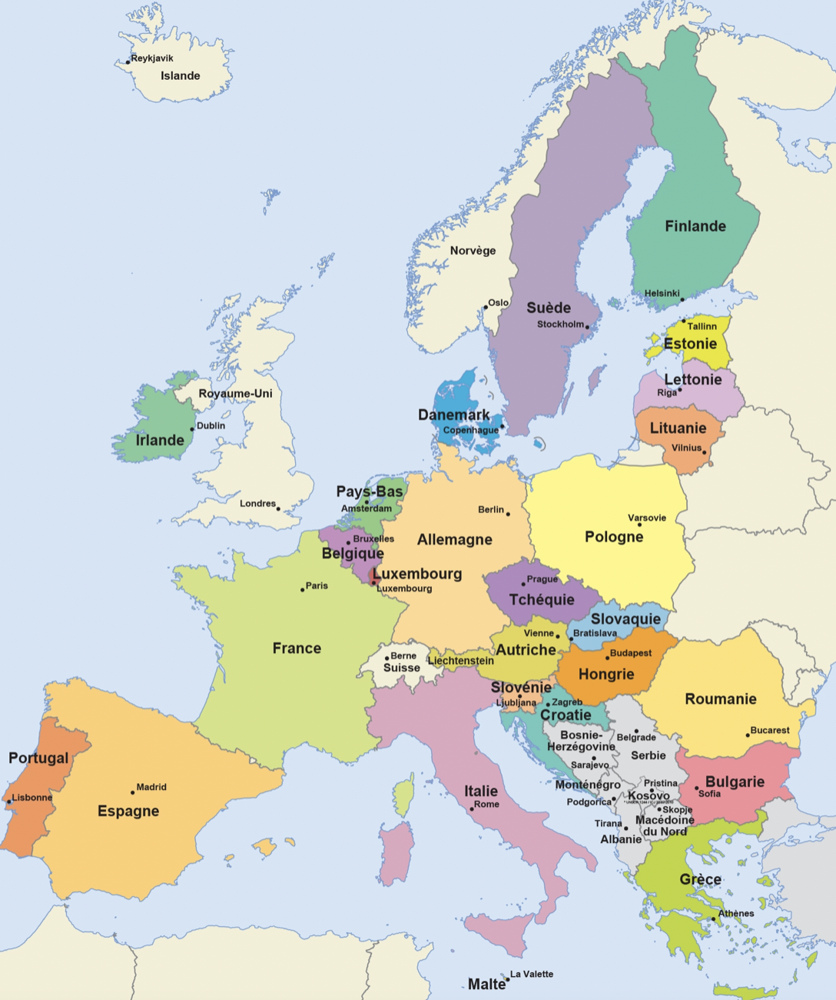 Reykjavik
Islande
Norvège
Oslo
Finlande
Helsinki
Suède
Stockholm
Tallinn
Estonie
Lettonie
Riga
Lituanie
Vilnius
Royaume-Uni
Dublin
Irlande
Londres
Danemark
Copenhague
Pays-Bas
Amsterdam
Bruxelles
Belgique
Luxembourg
Luxembourg
Berlin
Allemagne
Varsovie
Pologne
Prague
Tchéquie
Slovaquie
Bratislava
Vienne
Autriche
Liechtenstein
Berne
Suisse
Paris
France
Budapest
Hongrie
Slovénie
Ljubljana
Zagreb
Croatie
Roumanie
Bucarest
Bosnie-
Herzégovine
Sarajevo
Belgrade
Serbie
Monténégro
Podgorica
Pristina
Kosovo
Bulgarie
Sofia
Skopje
Macédoine
du Nord
Tirana
Albanie
Portugal
Lisbonne
Madrid
Espagne
Italie
Rome
Grèce
Athènes
La Valette
Malte